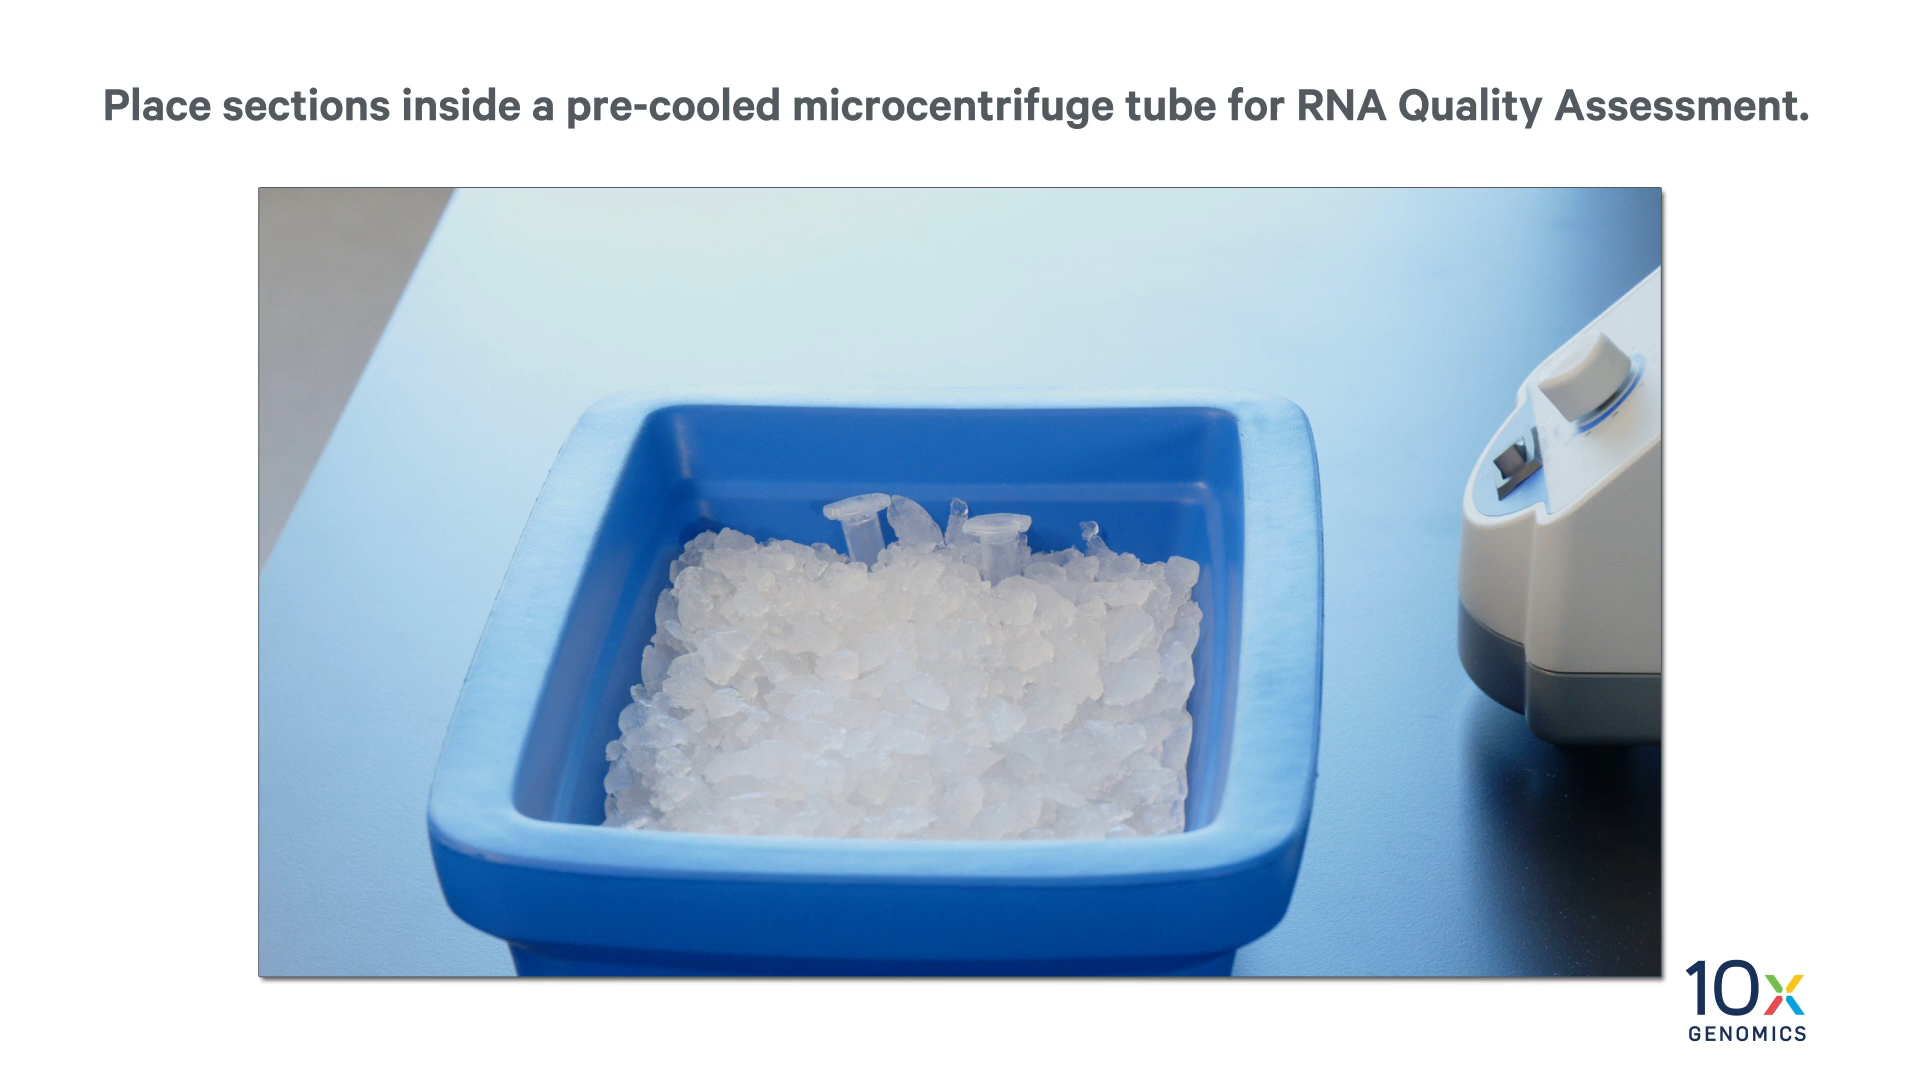 Place sections inside a pre-cooled microcentrifuge tube for RNA Quality Assessment.
10x
GENOMICS